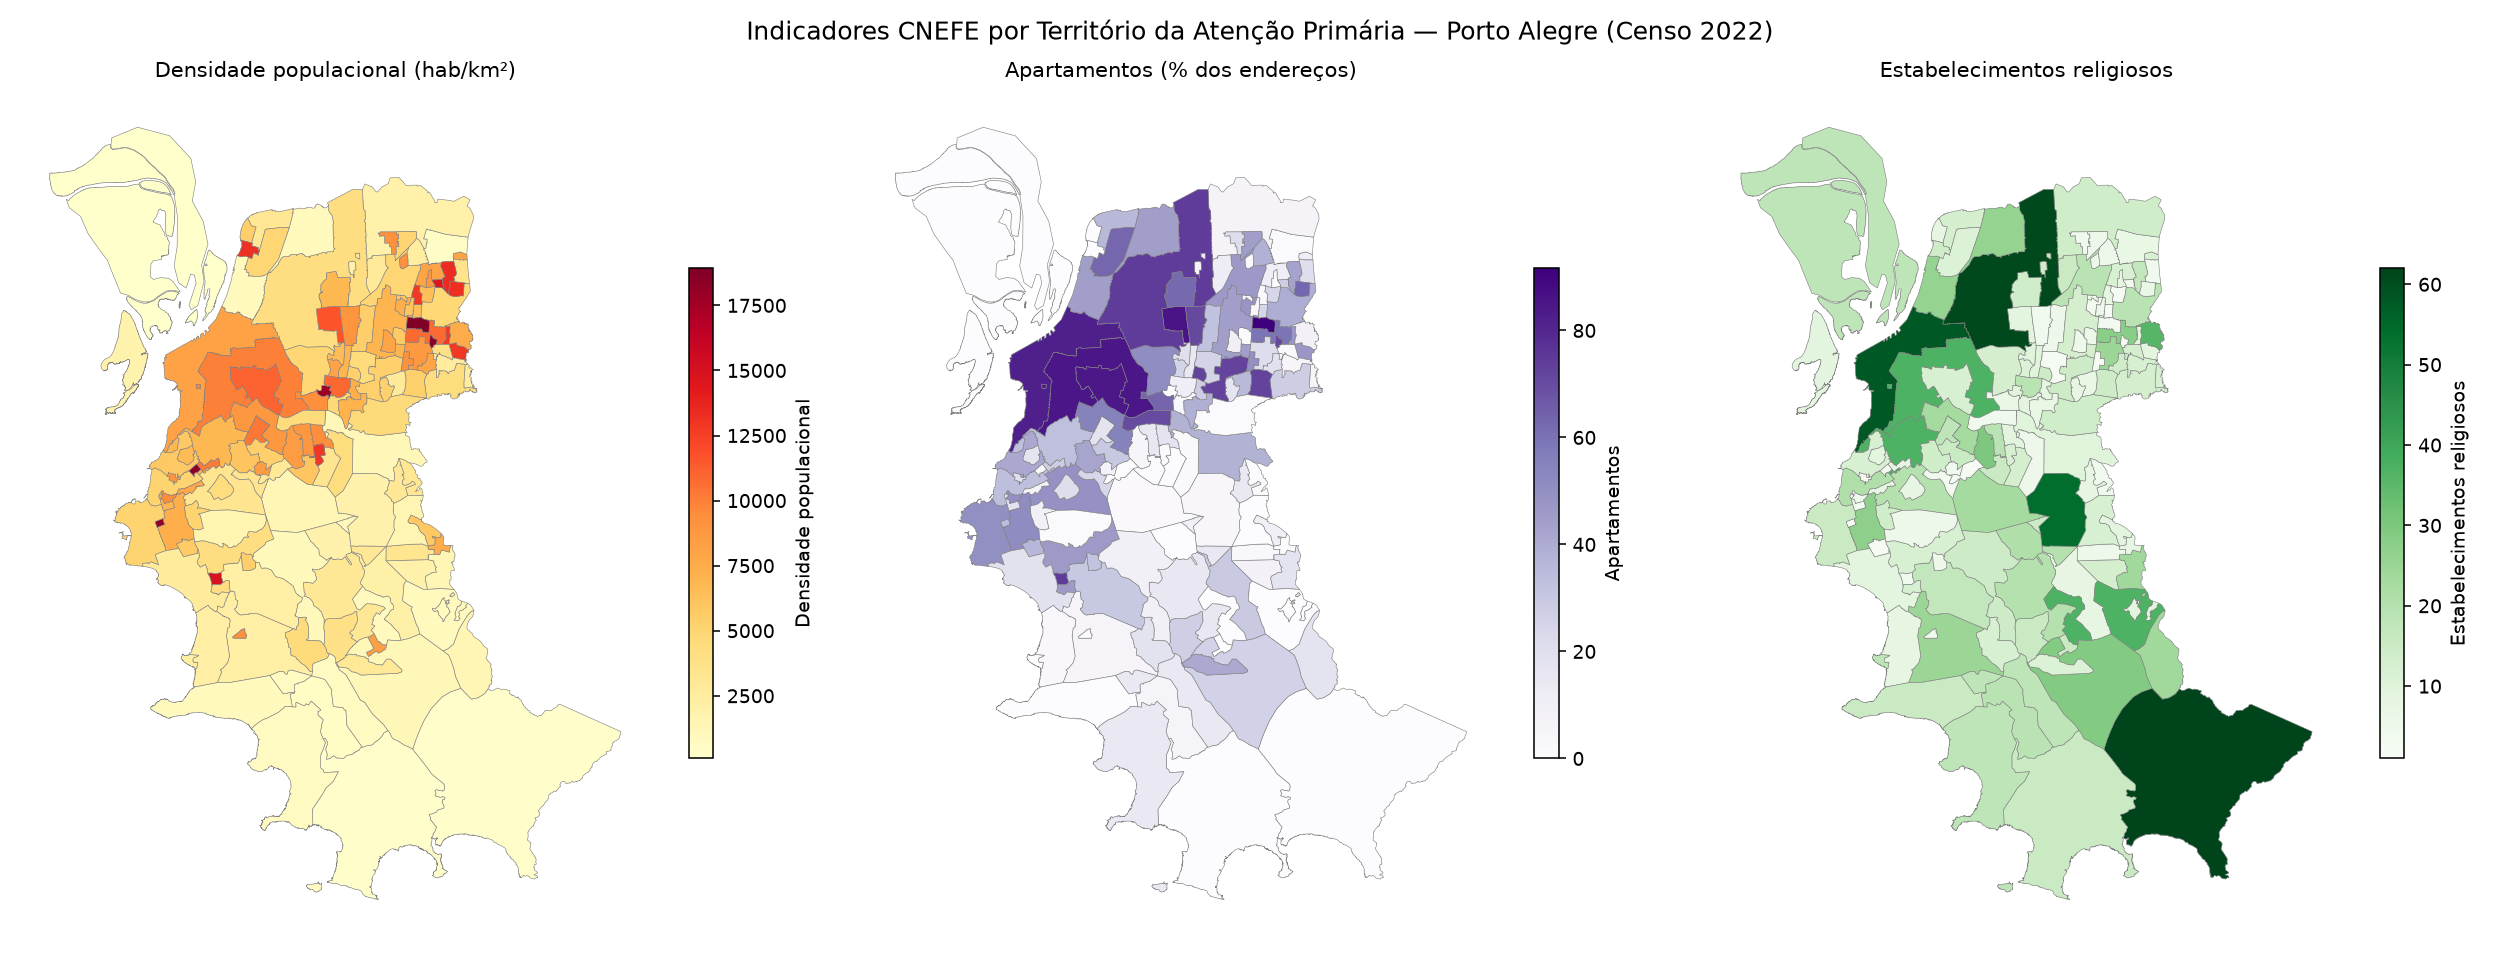 Indicadores CNEFE por Território da Atenção Primária — Porto Alegre (Censo 2022)
Densidade populacional (hab/km²)
17500
15000
12500
10000
7500
5000
2500
Densidade populacional
Apartamentos (% dos endereços)
80
60
40
20
0
Apartamentos
Estabelecimentos religiosos
60
50
40
30
20
10
Estabelecimentos religiosos